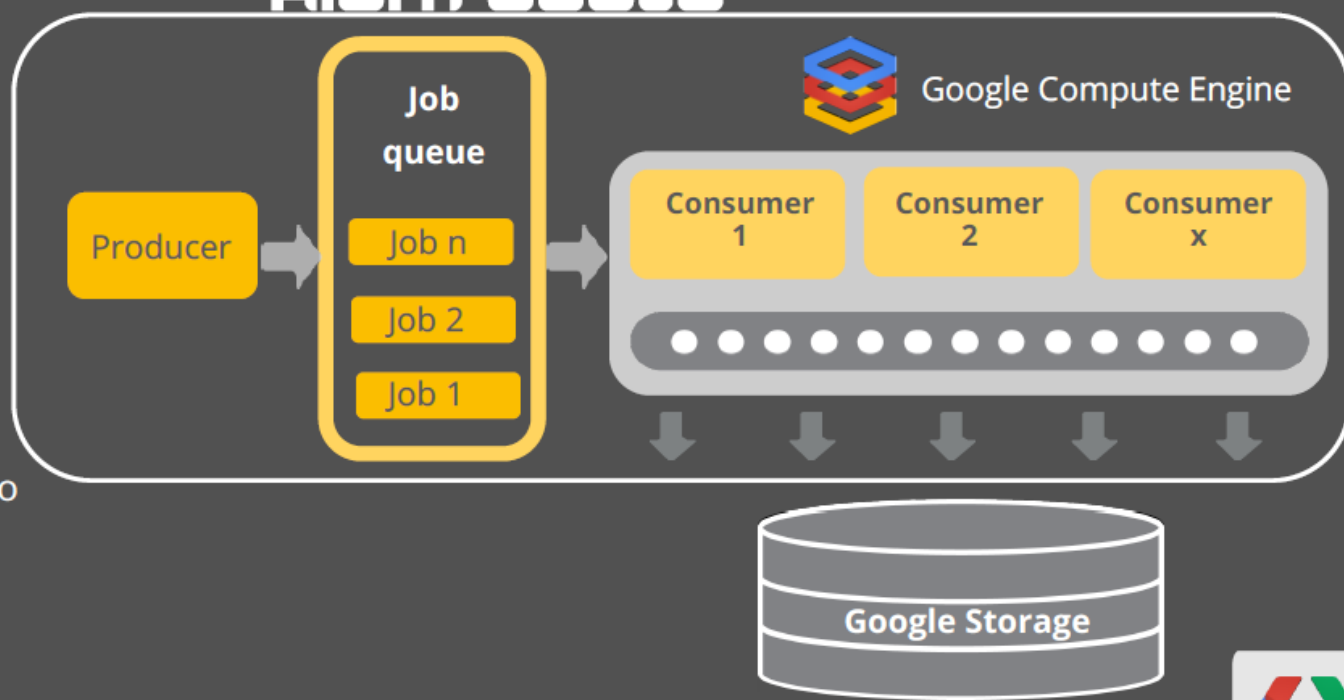 Job
queue
Google Compute Engine
Producer
Job n
Job 2
Job 1
Consumer
1
Consumer
2
Consumer
x
o
Google Storage